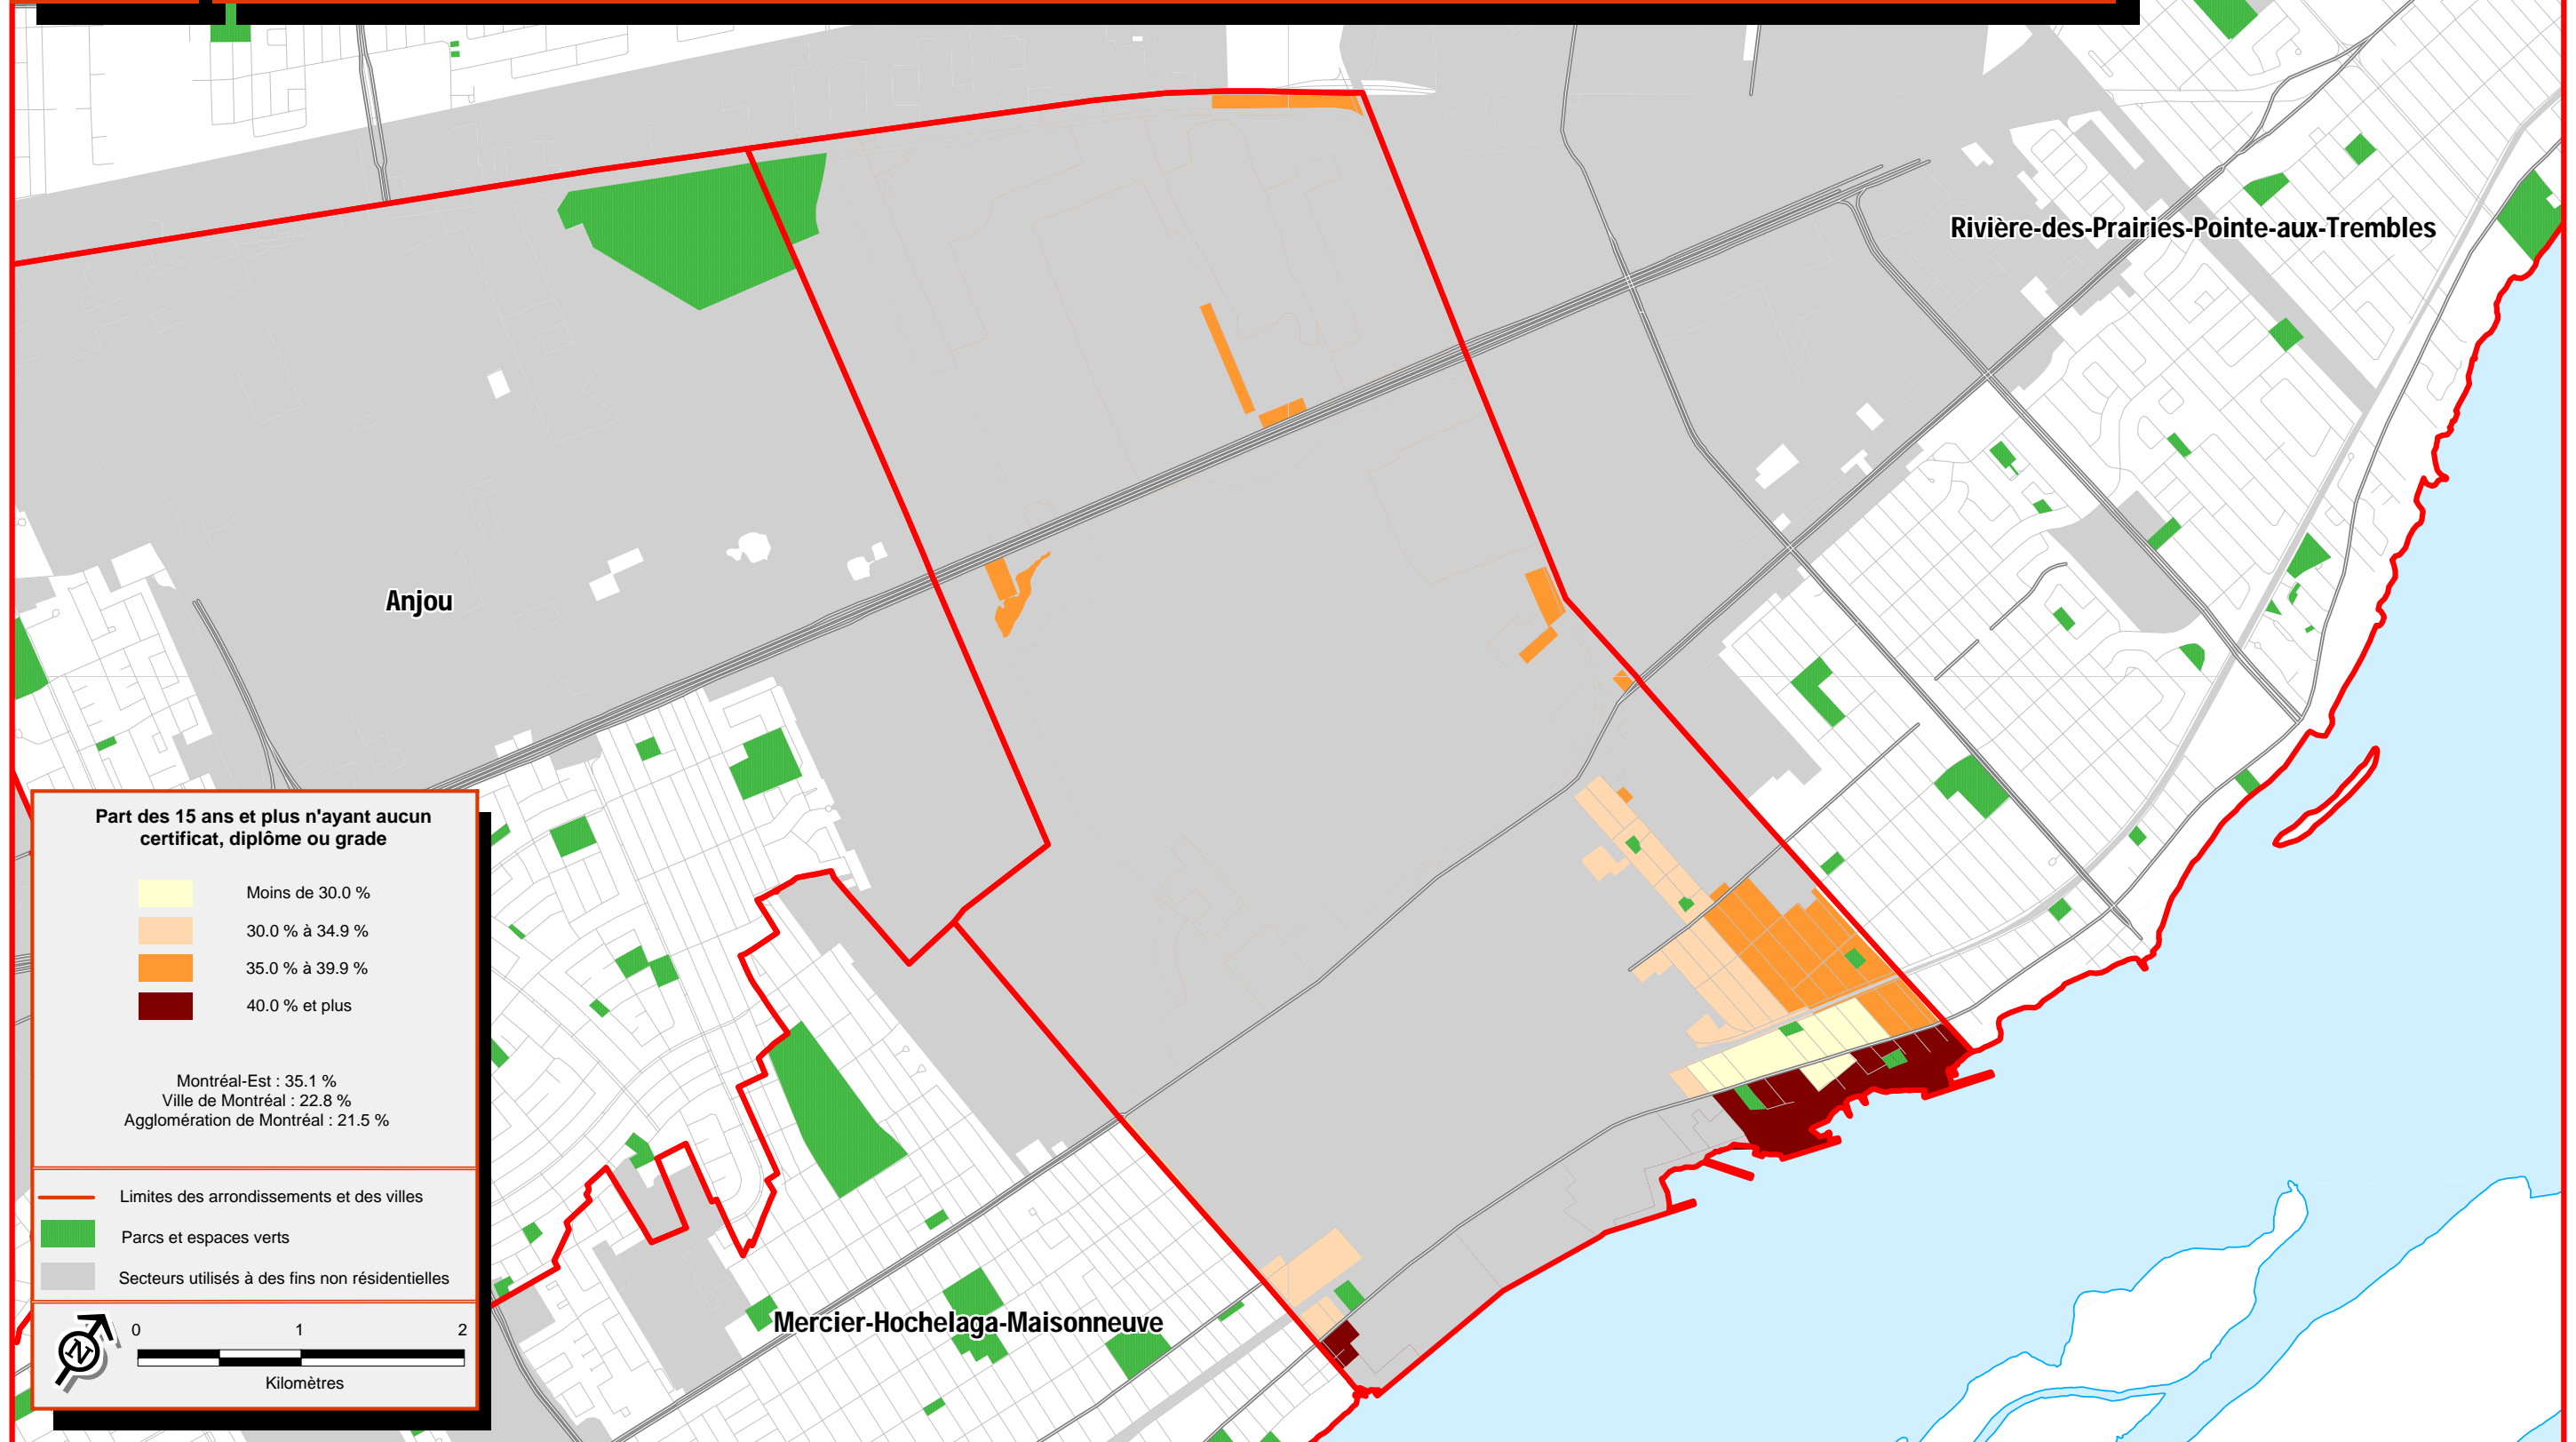 Rivière-des-Prairies-Pointe-aux-Trembles
Anjou
Part des 15 ans et plus n'ayant aucun
certificat, diplôme ou grade
Moins de 30.0 %
30.0 % à 34.9 %
35.0 % à 39.9 %
40.0 % et plus
Montréal-Est : 35.1 %
Ville de Montréal : 22.8 %
Agglomération de Montréal : 21.5 %
Limites des arrondissements et des villes
Parcs et espaces verts
Secteurs utilisés à des fins non résidentielles
N
0 1 2
Kilomètres
Mercier-Hochelaga-Maisonneuve